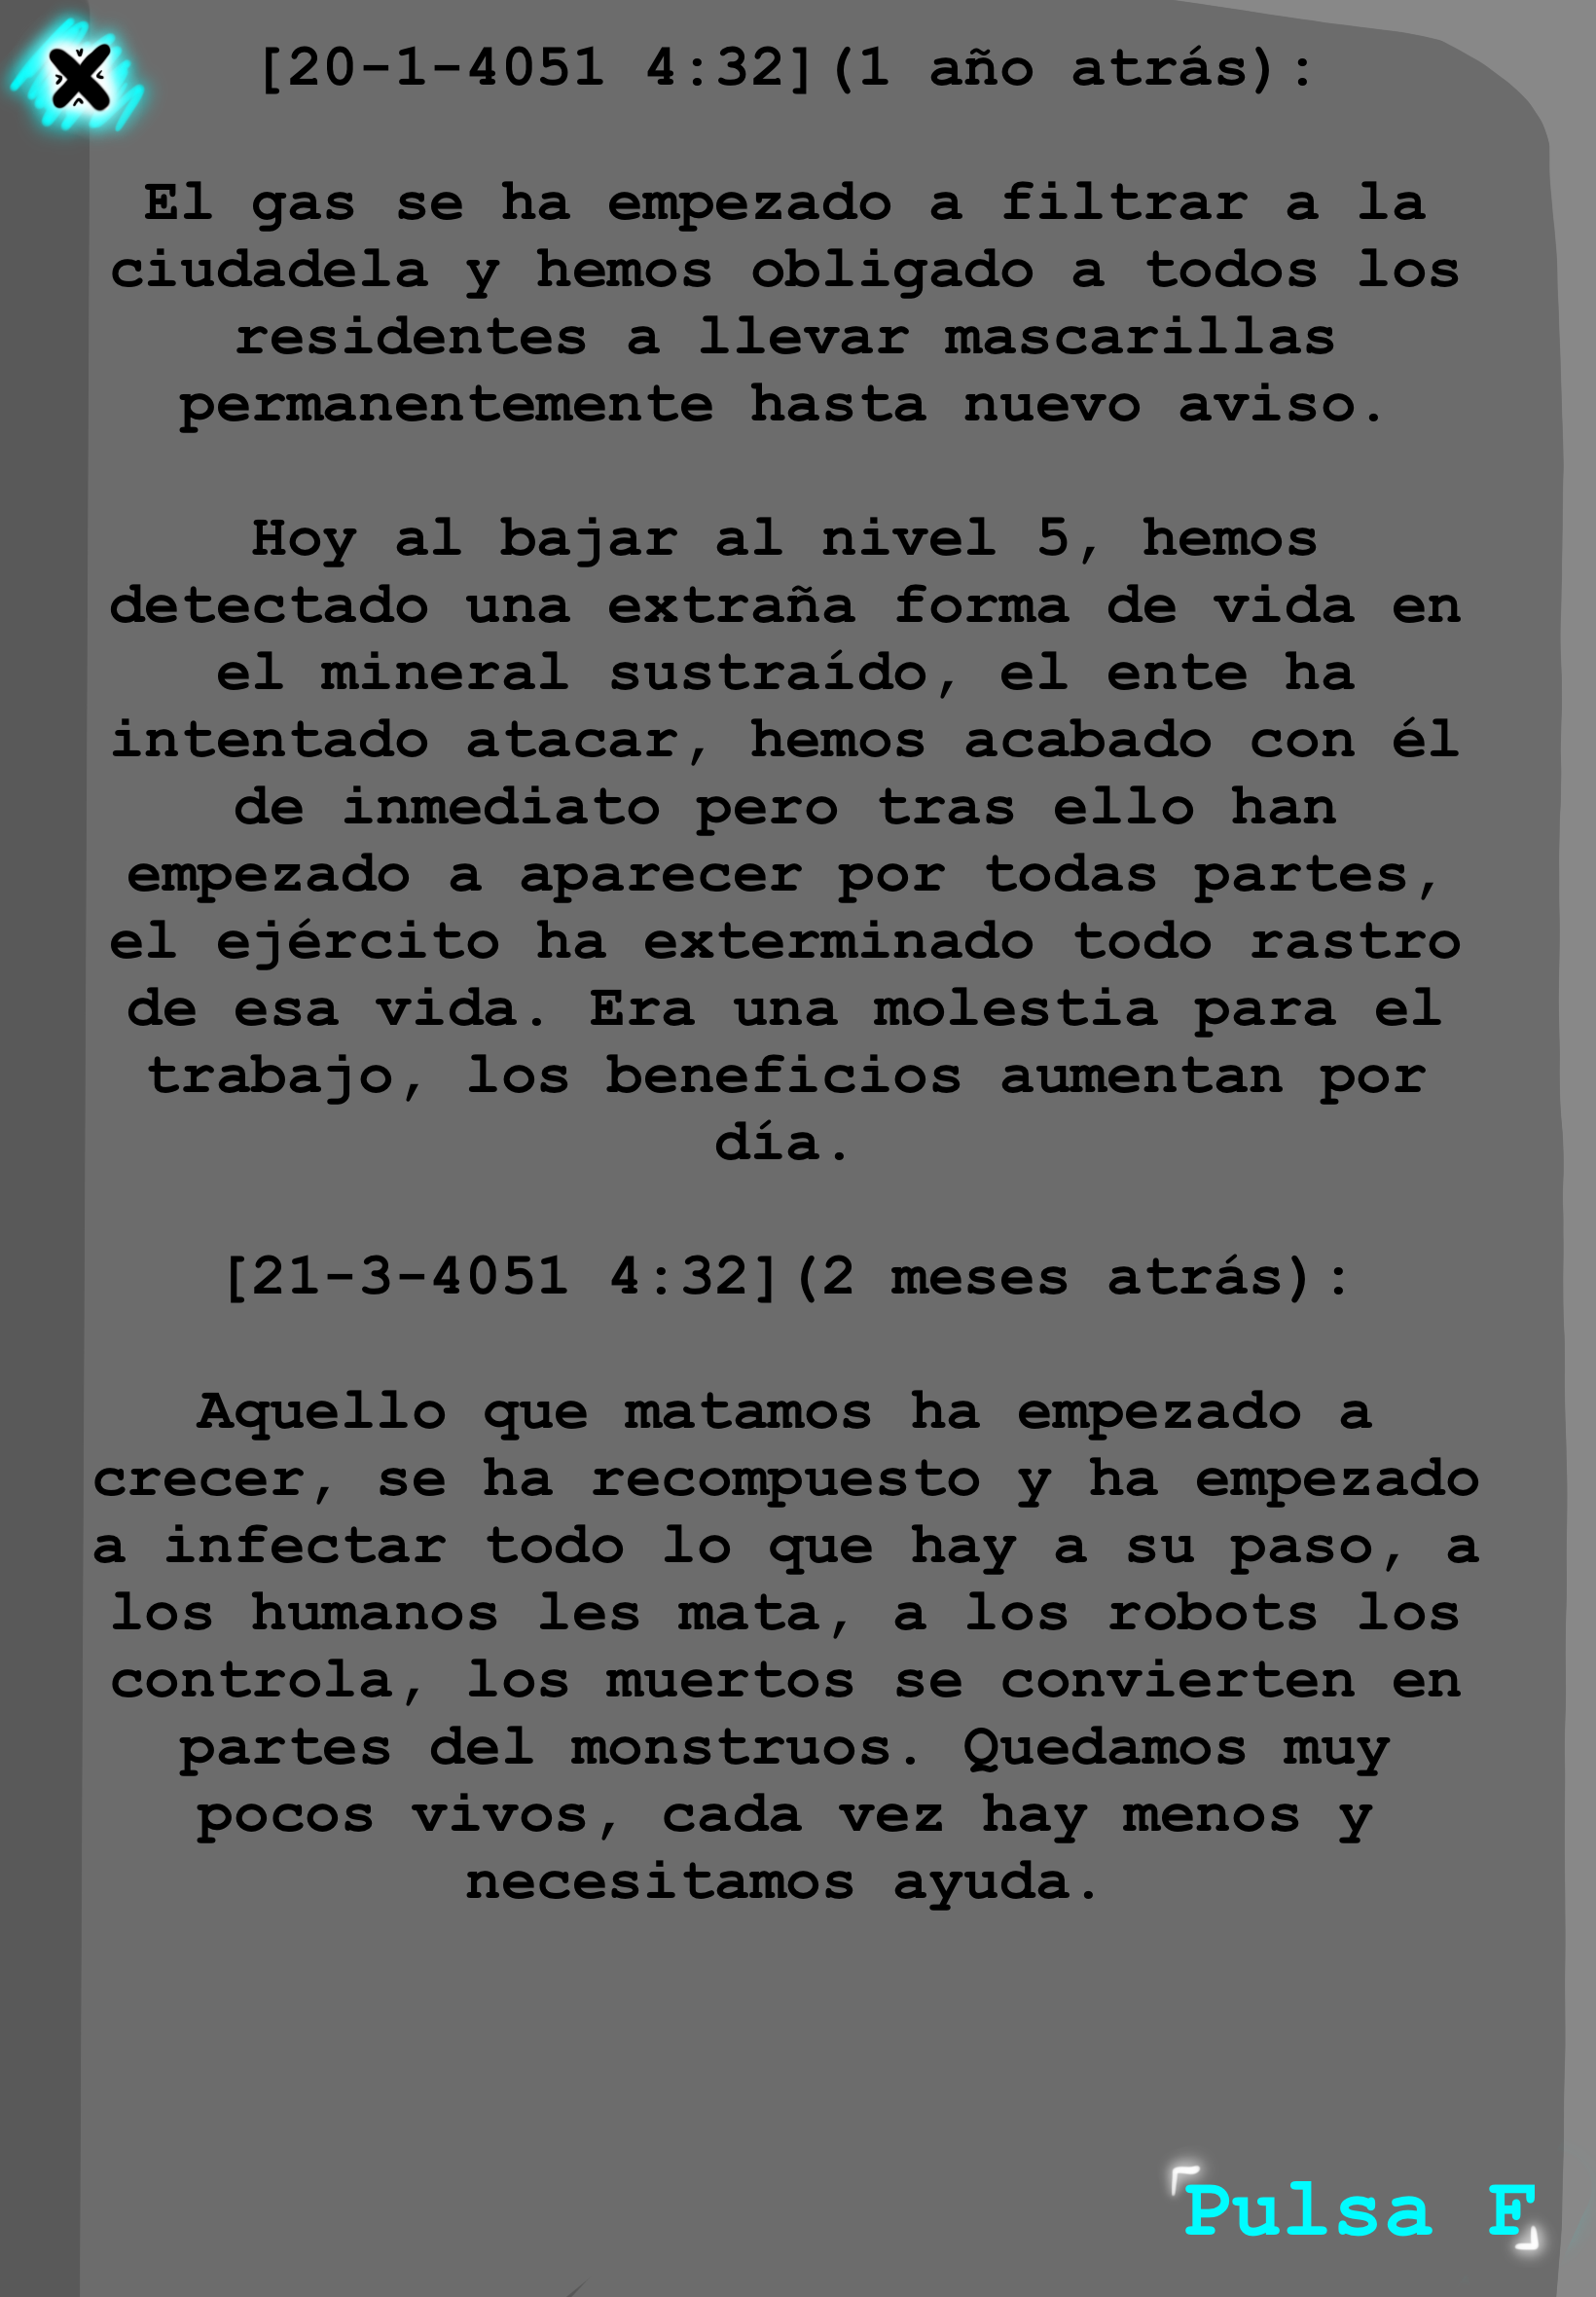 [20-1-4051 4:32](1 año atrás):
El gas se ha empezado a filtrar a la
ciudadela y hemos obligado a todos los
residentes a llevar mascarillas
permanentemente hasta nuevo aviso.
Hoy al bajar al nivel 5, hemos
detectado una extraña forma de vida en
el mineral sustraído, el ente ha
intentado atacar, hemos acabado con él
de inmediato pero tras ello han
empezado a aparecer por todas partes,
el ejército ha exterminado todo rastro
de esa vida. Era una molestia para el
trabajo, los beneficios aumentan por
día.
[21-3-4051 4:32](2 meses atrás):
Aquello que matamos ha empezado a
crecer, se ha recompuesto y ha empezado
a infectar todo lo que hay a su paso, a
los humanos les mata, a los robots los
controla, los muertos se convierten en
partes del monstruos. Quedamos muy
pocos vivos, cada vez hay menos y
necesitamos ayuda.
Pulsa F